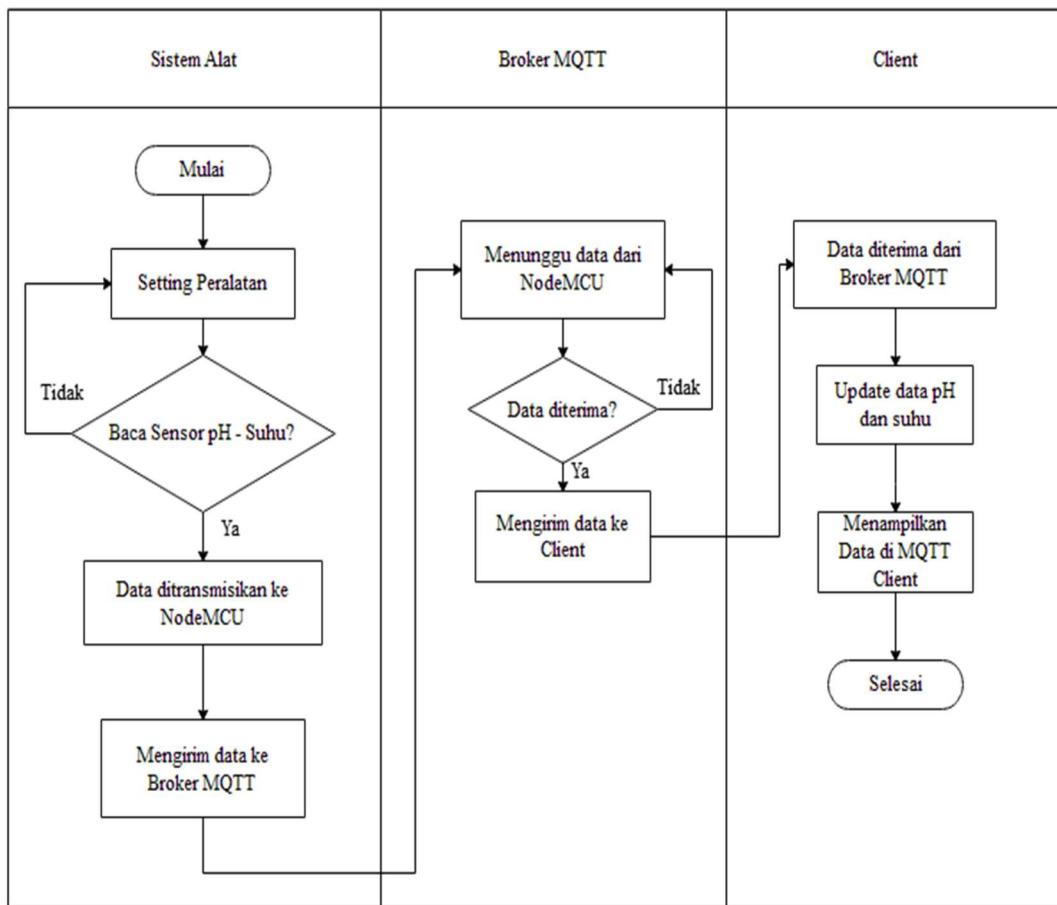 Sistem Alat
Broker MQTT
Client
Mulai
Setting Peralatan
Tidak
Baca Sensor pH - Suhu?
Ya
Data ditransmisikan ke
NodeMCU
Mengirim data ke
Broker MQTT
Menunggu data dari
NodeMCU
Data diterima?
Tidak
Ya
Mengirim data ke
Client
Data diterima dari
Broker MQTT
Update data pH
dan suhu
Menampilkan
Data di MQTT
Client
Selesai